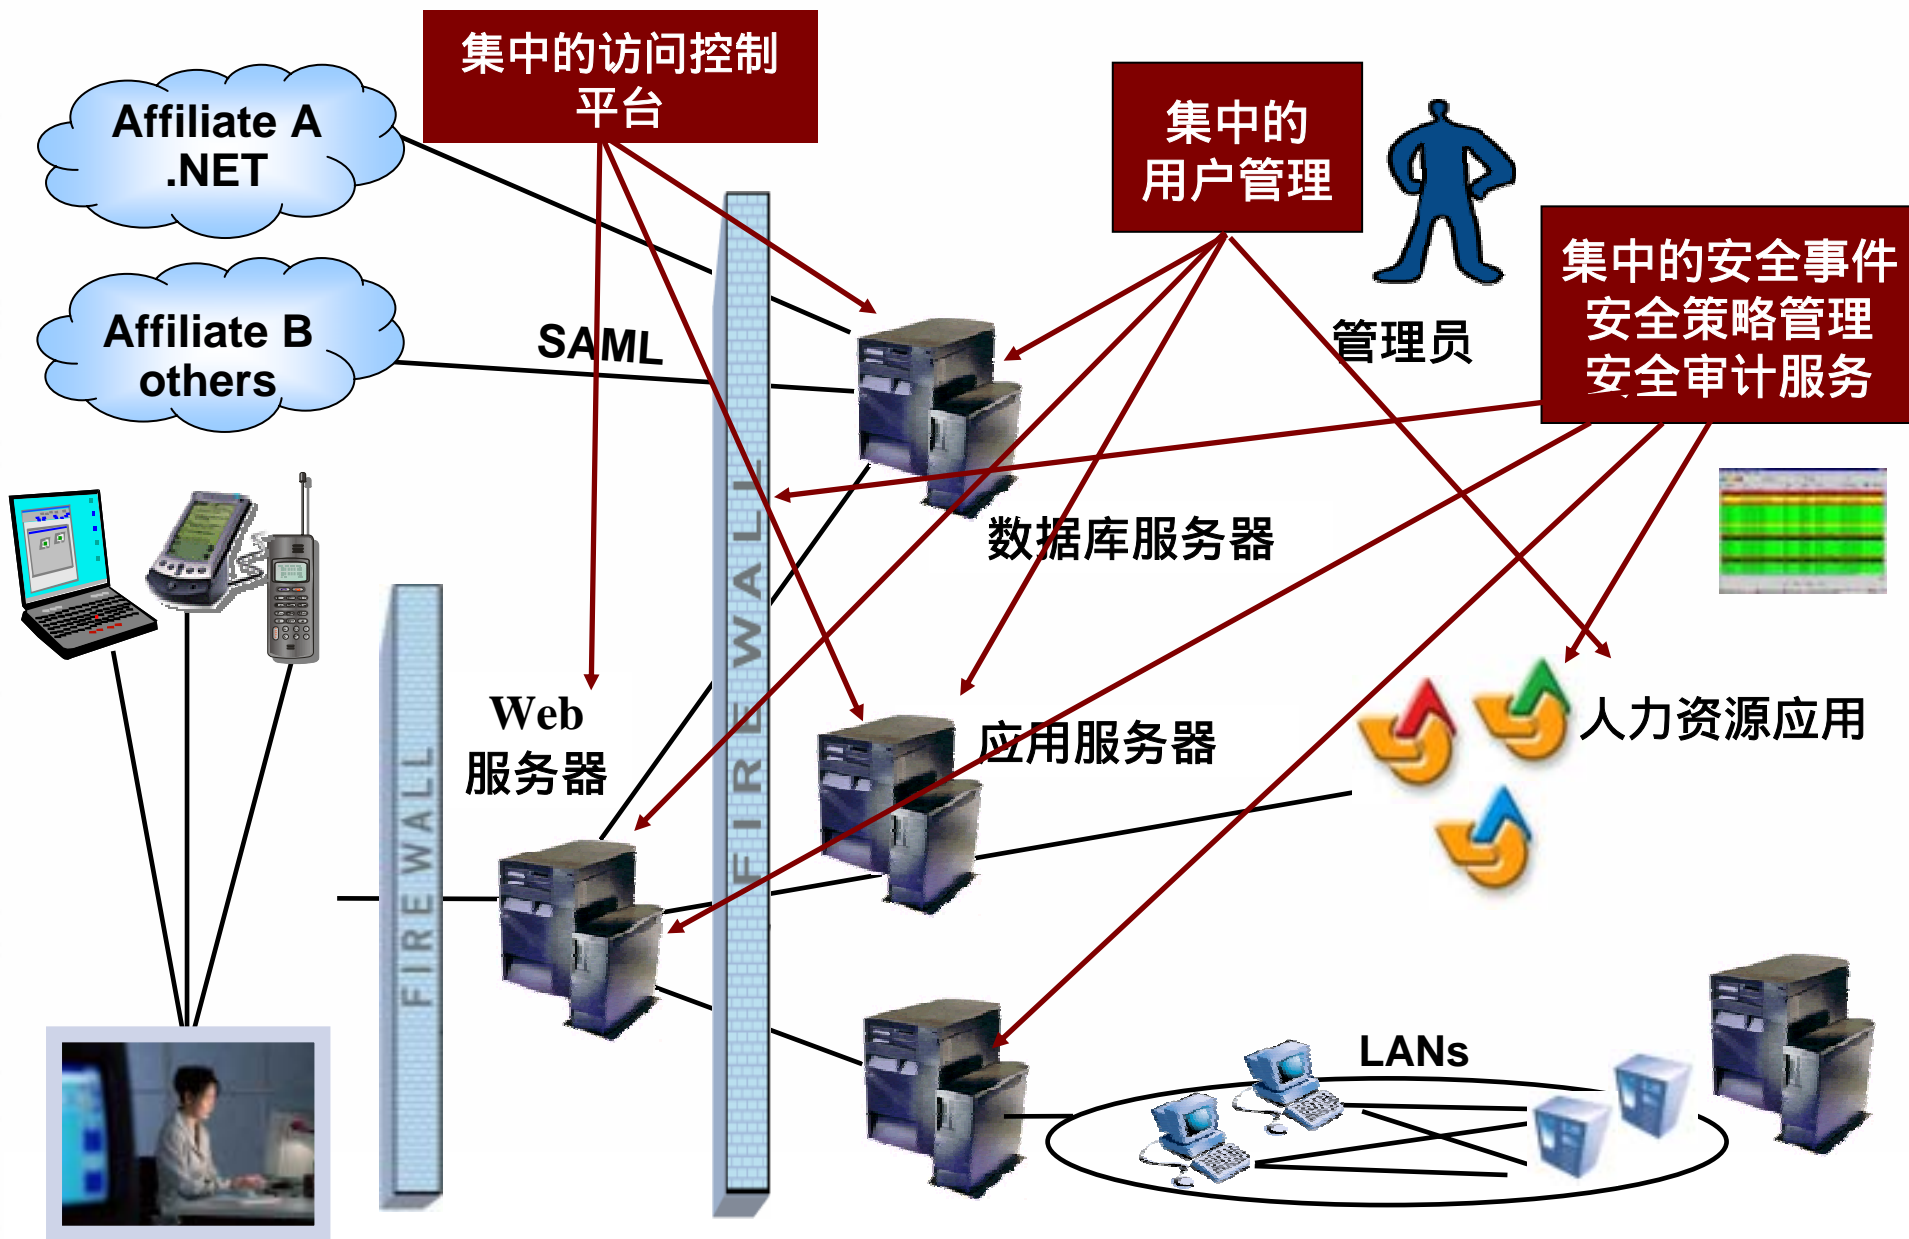 集中的访问控制
平台
Affiliate A
.NET
集中的
用户管理
集中的安全事件
安全策略管理
安全审计服务
Affiliate B
others
SAML
管理员
数据库服务器
FIREWALL
Web
服务器
应用服务器
人力资源应用
FIREWALL
LANs